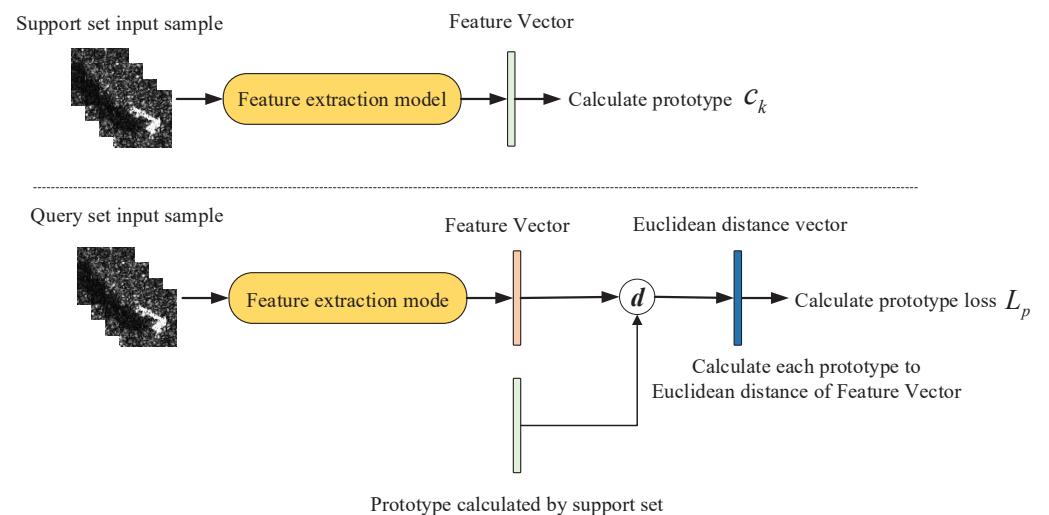 Support set input sample
Feature Vector
Feature extraction model
Calculate prototype c_k
Query set input sample
Feature Vector
Euclidean distance vector
Feature extraction mode
d
Calculate prototype loss L_p
Calculate each prototype to
Euclidean distance of Feature Vector
Prototype calculated by support set